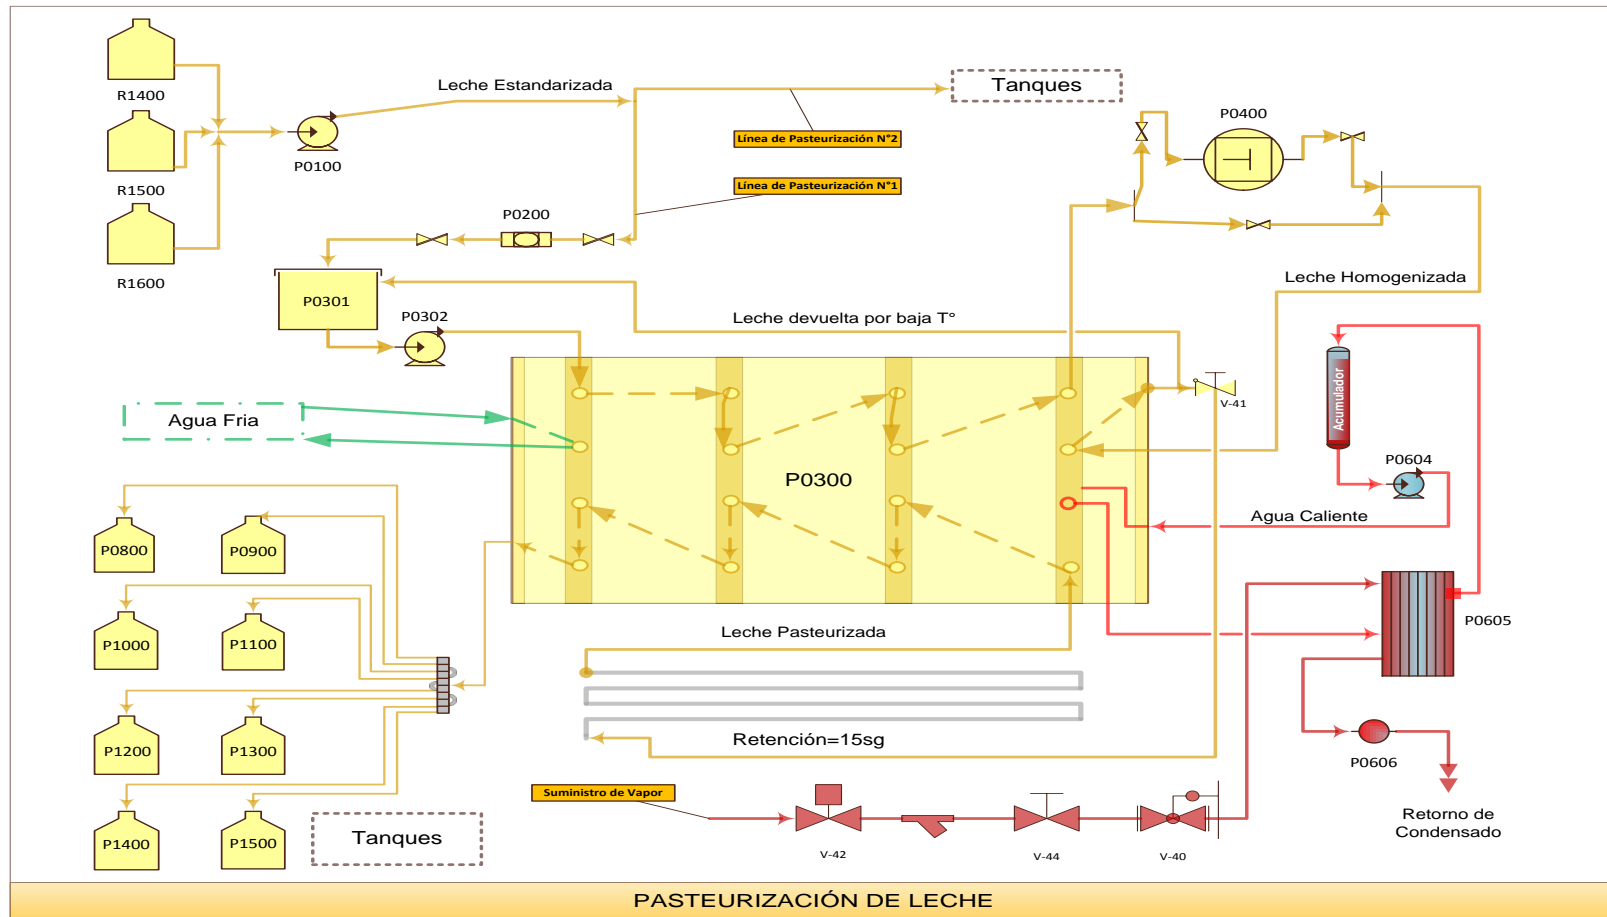 R1400
R1500
R1600
P0100
Leche Estandarizada
Tanques
Línea de Pasteurización N°2
Línea de Pasteurización N°1
P0200
P0400
P0301
P0302
Leche devuelta por baja T°
Leche Homogenizada
V-41
Acumulador
P0604
Agua Fria
P0300
Agua Caliente
P0605
P0606
Retorno de
Condensado
P0800
P0900
P1000
P1100
P1200
P1300
P1400
P1500
Tanques
Leche Pasteurizada
Retención=15sg
Suministro de Vapor
V-42
V-44
V-40
PASTEURIZACIÓN DE LECHE